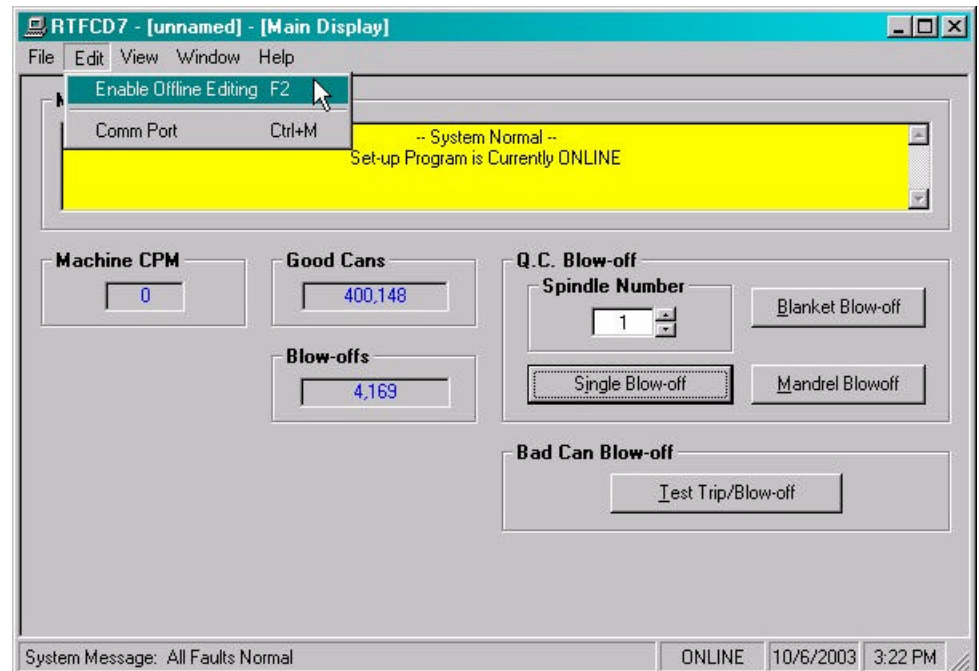 RTFCD7 - [unnamed] - [Main Display]
File Edit View Window Help
Enable Offline Editing F2
Comm Port Ctrl+M
-- System Normal --
Set-up Program is Currently ONLINE
Machine CPM
0
Good Cans
400,148
Blow-offs
4,169
Q.C. Blow-off
Spindle Number
1
Blanket Blow-off
Single Blow-off
Mandrel Blowoff
Bad Can Blow-off
Test Trip/Blow-off
System Message: All Faults Normal
ONLINE
10/6/2003
3:22 PM